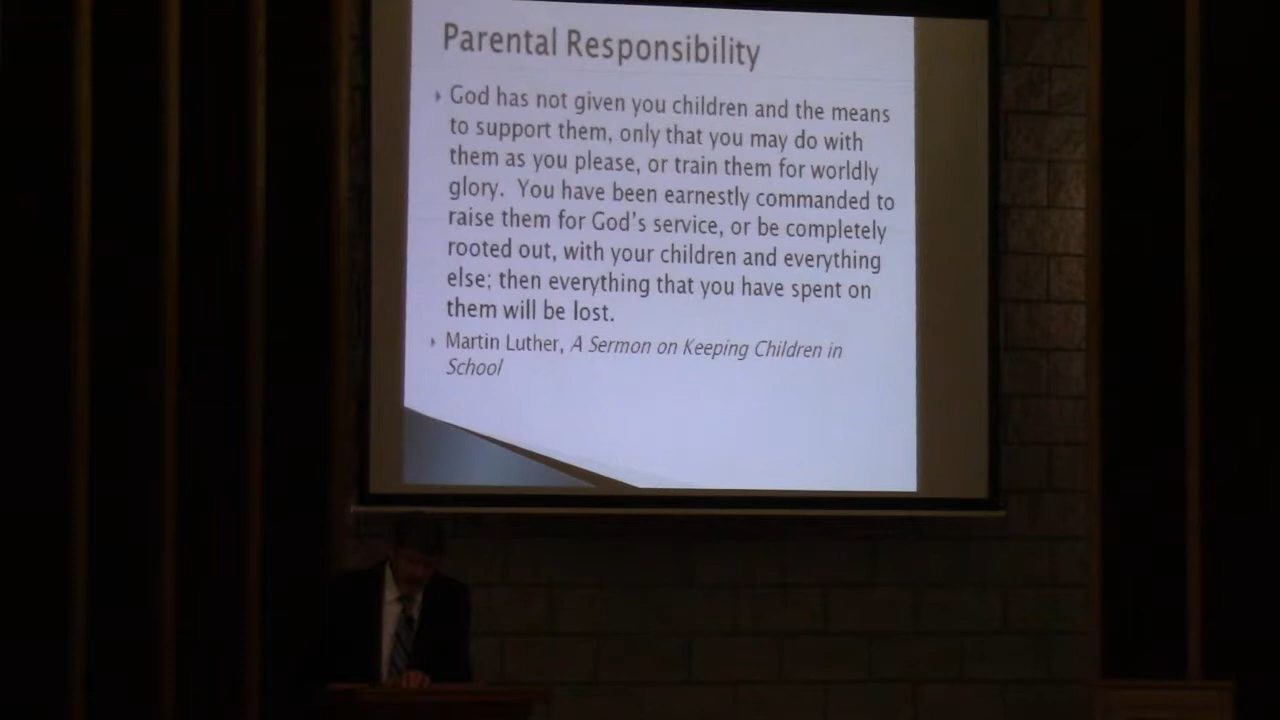 Parental Responsibility
God has not given you children and the means
to support them, only that you may do with
them as you please, or train them for worldly
glory. You have been earnestly commanded to
raise them for God's service, or be completely
rooted out, with your children and everything
else; then everything that you have spent on
them will be lost.
Martin Luther, A Sermon on Keeping Children in
School